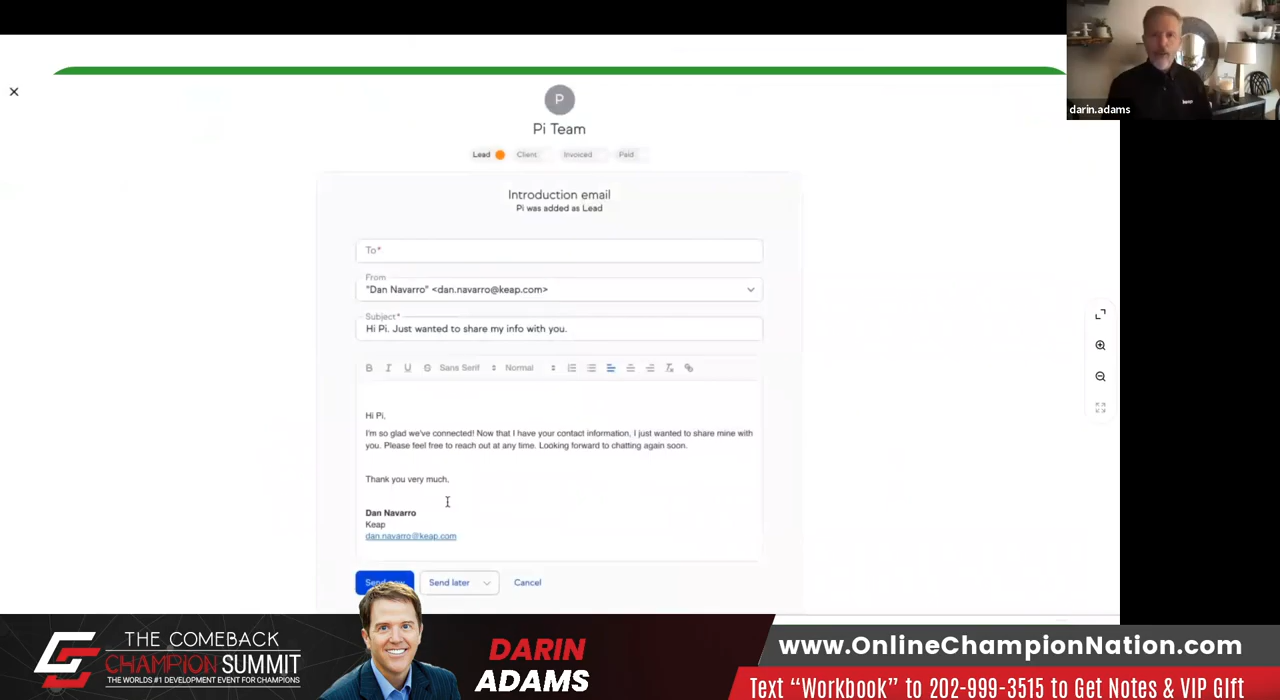 darin.adams
P
Pi Team
Lead Client Invoiced Paid
Introduction email
Pi was added as Lead
To*
From
"Dan Navarro" <dan.navarro@keap.com>
Subject*
Hi Pi. Just wanted to share my info with you.
B I U S Sans Serif Normal
Hi Pi,
I'm so glad we've connected! Now that I have your contact information, I just wanted to share mine with
you. Please feel free to reach out at any time. Looking forward to chatting again soon.
Thank you very much,
Dan Navarro
Keap
dan.navarro@keap.com
Send now Send later Cancel
THE COMEBACK
CHAMPION SUMMIT
THE WORLDS #1 DEVELOPMENT EVENT FOR CHAMPIONS
DARIN
ADAMS
www.OnlineChampionNation.com
Text “Workbook” to 202-999-3515 to Get Notes & VIP GIft